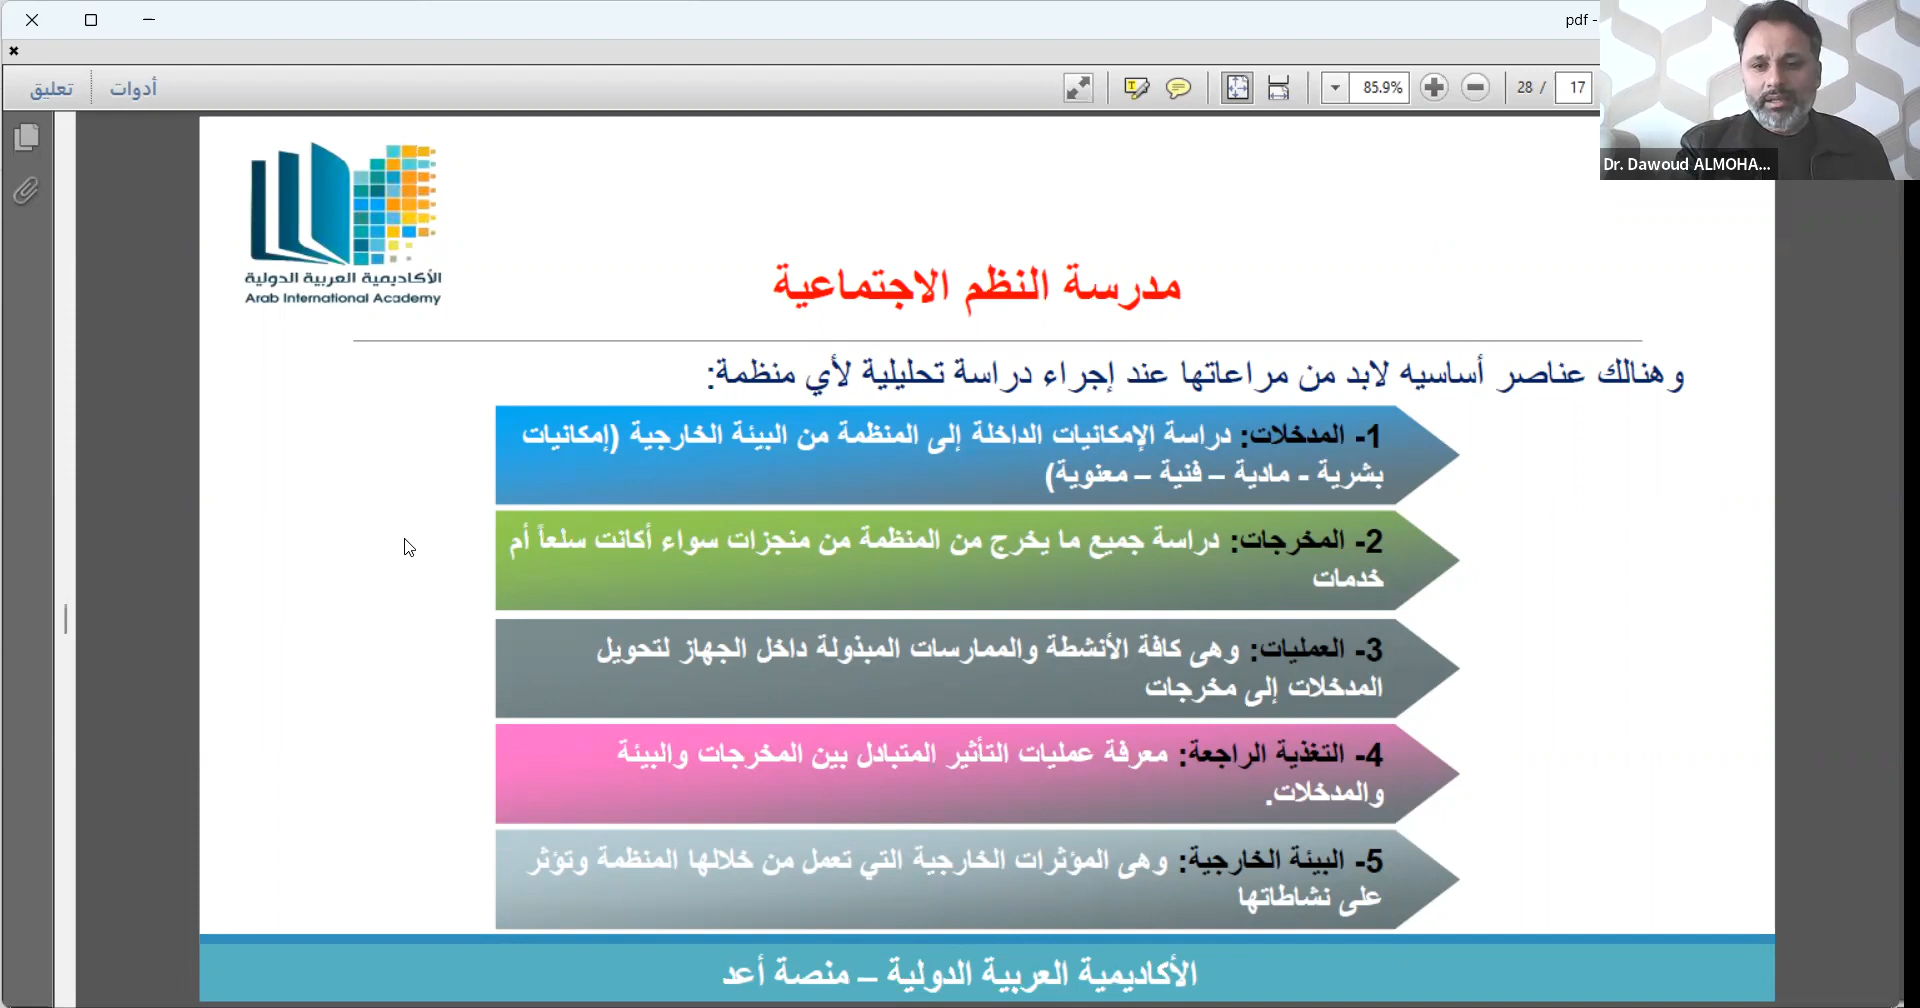 pdf -
تعليق
أدوات
85.9%
28 /
17
Dr. Dawoud ALMOHA...
الأكاديمية العربية الدولية
Arab International Academy
مدرسة النظم الاجتماعية
وهنالك عناصر أساسيه لابد من مراعاتها عند إجراء دراسة تحليلية لأي منظمة:
1- المدخلات: دراسة الإمكانيات الداخلة إلى المنظمة من البيئة الخارجية (إمكانيات
بشرية - مادية – فنية – معنوية)
2- المخرجات: دراسة جميع ما يخرج من المنظمة من منجزات سواء أكانت سلعاً أم
خدمات
3- العمليات: وهى كافة الأنشطة والممارسات المبذولة داخل الجهاز لتحويل
المدخلات إلى مخرجات
4- التغذية الراجعة: معرفة عمليات التأثير المتبادل بين المخرجات والبيئة
والمدخلات.
5- البيئة الخارجية: وهى المؤثرات الخارجية التي تعمل من خلالها المنظمة وتؤثر
على نشاطاتها
الأكاديمية العربية الدولية – منصة أعد